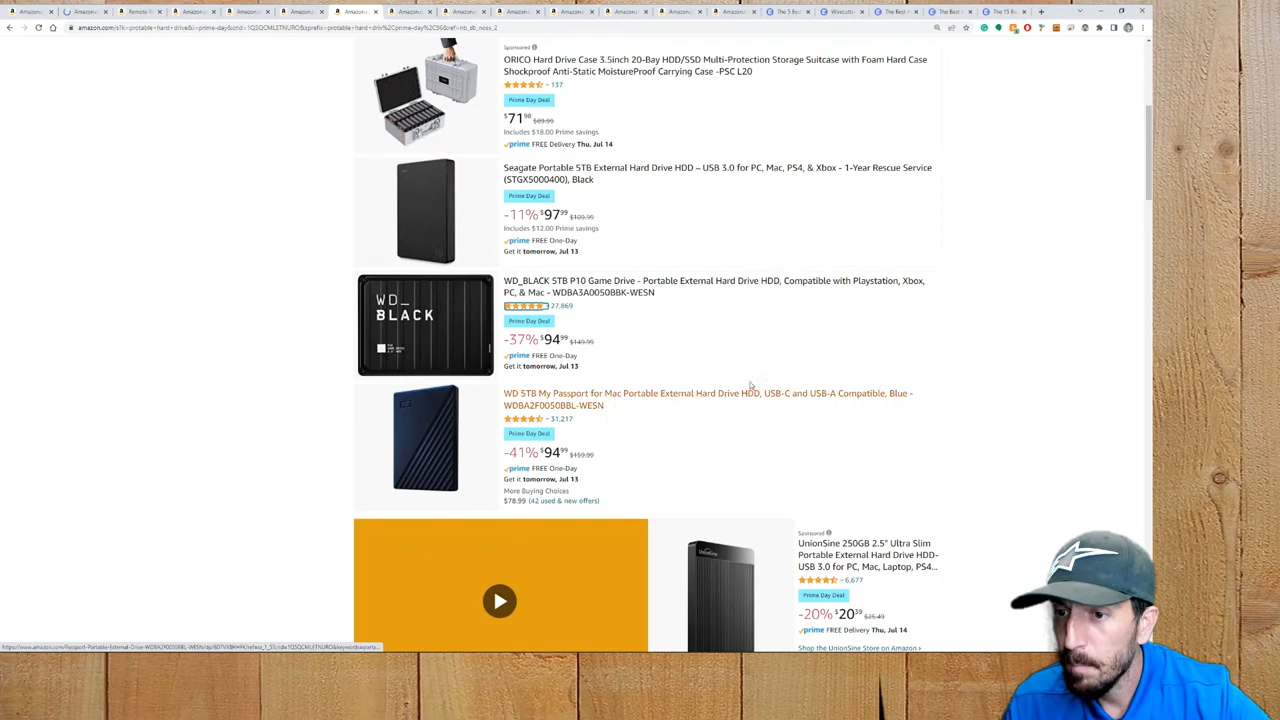 Sponsored
ORICO Hard Drive Case 3.5inch 20-Bay HDD/SSD Multi-Protection Storage Suitcase with Foam Hard Case
Shockproof Anti-Static MoistureProof Carrying Case -PSC L20
137
Prime Day Deal
$71.98 $89.99
Includes $18.00 Prime savings
prime FREE Delivery Thu, Jul 14
Seagate Portable 5TB External Hard Drive HDD – USB 3.0 for PC, Mac, PS4, & Xbox - 1-Year Rescue Service
(STGX5000400), Black
Prime Day Deal
-11% $97.99 $109.99
Includes $12.00 Prime savings
prime FREE One-Day
Get it tomorrow, Jul 13
WD_BLACK 5TB P10 Game Drive - Portable External Hard Drive HDD, Compatible with Playstation, Xbox,
PC, & Mac - WDBA3A0050BBK-WESN
27,869
Prime Day Deal
-37% $94.99 $149.99
prime FREE One-Day
Get it tomorrow, Jul 13
WD_
BLACK
WD 5TB My Passport for Mac Portable External Hard Drive HDD, USB-C and USB-A Compatible, Blue -
WDBA2F0050BBL-WESN
31,217
Prime Day Deal
-41% $94.99 $159.99
prime FREE One-Day
Get it tomorrow, Jul 13
More Buying Choices
$78.99 (42 used & new offers)
Sponsored
UnionSine 250GB 2.5" Ultra Slim
Portable External Hard Drive HDD-
USB 3.0 for PC, Mac, Laptop, PS4...
6,677
Prime Day Deal
-20% $20.39 $25.49
prime FREE Delivery Thu, Jul 14
Shop the UnionSine Store on Amazon ›